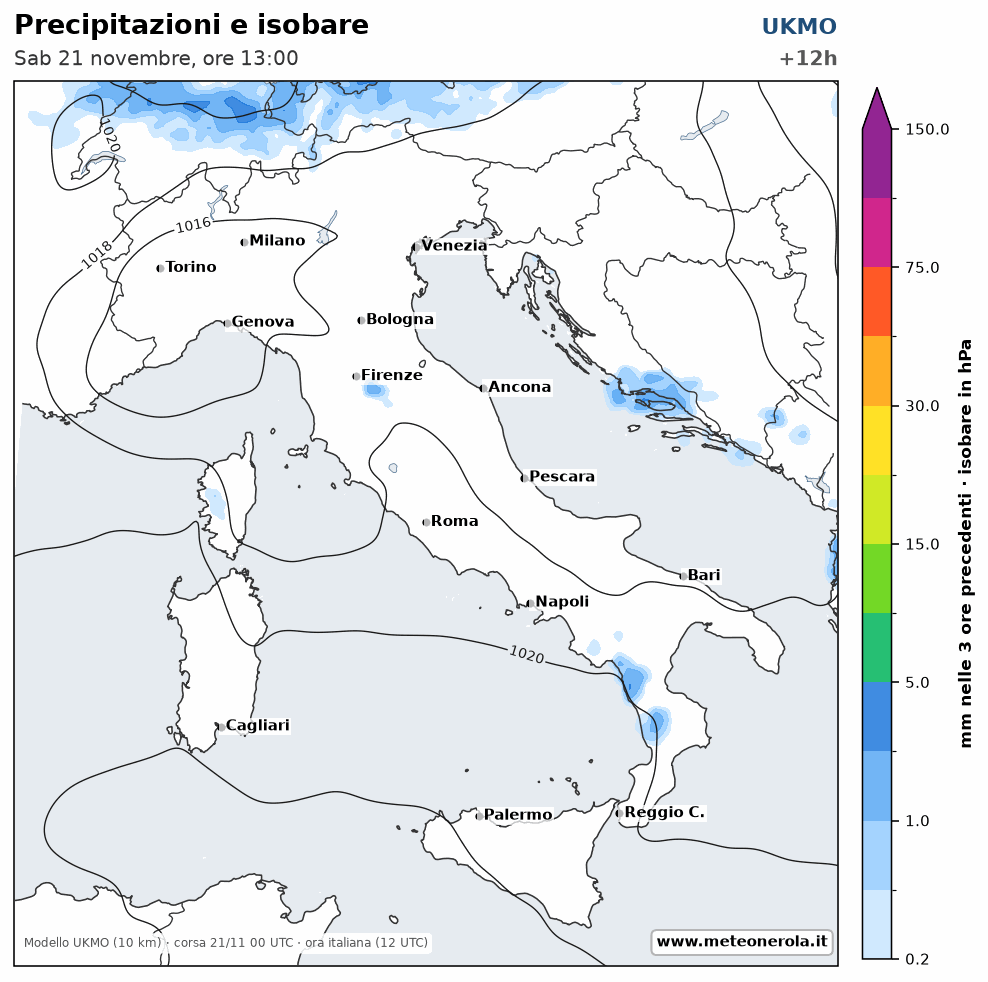 Precipitazioni e isobare
UKMO
Sab 21 novembre, ore 13:00
+12h
1020
150.0
1016
Milano
Venezia
1018
Torino
75.0
Genova
Bologna
Firenze
Ancona
30.0
Pescara
Roma
15.0
Bari
Napoli
1020
5.0
Cagliari
Palermo
Reggio C.
1.0
mm nelle 3 ore precedenti · isobare in hPa
Modello UKMO (10 km) · corsa 21/11 00 UTC · ora italiana (12 UTC)
www.meteonerola.it
0.2